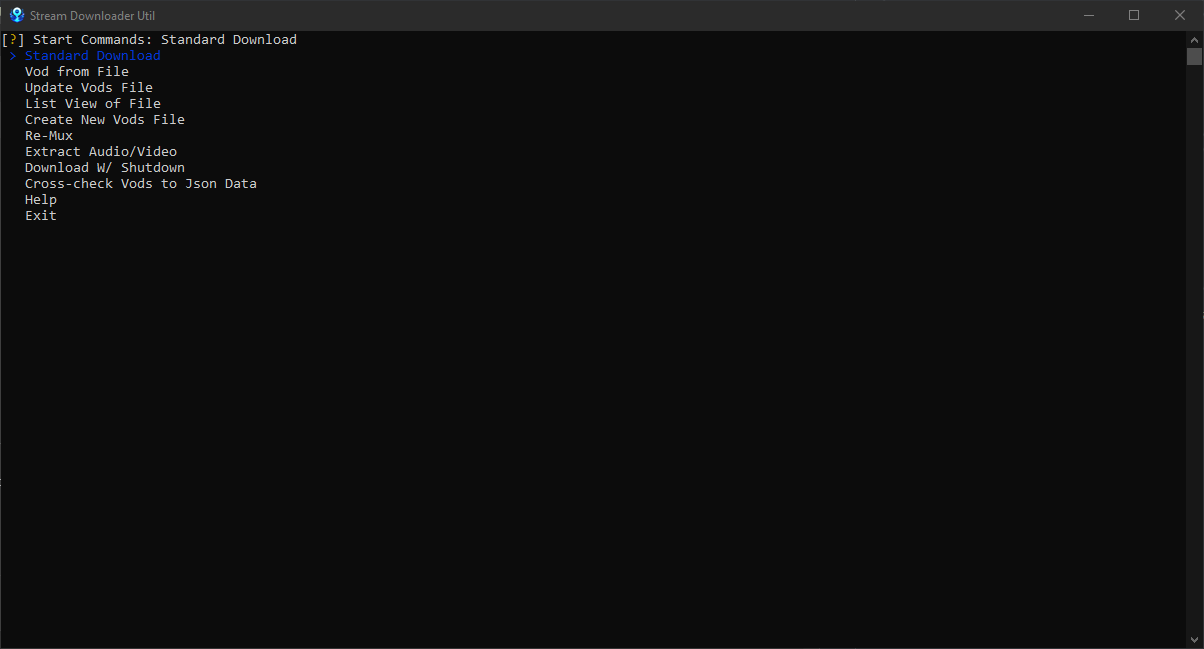 Stream Downloader Util
[?] Start Commands: Standard Download
> Standard Download
Vod from File
Update Vods File
List View of File
Create New Vods File
Re-Mux
Extract Audio/Video
Download W/ Shutdown
Cross-check Vods to Json Data
Help
Exit